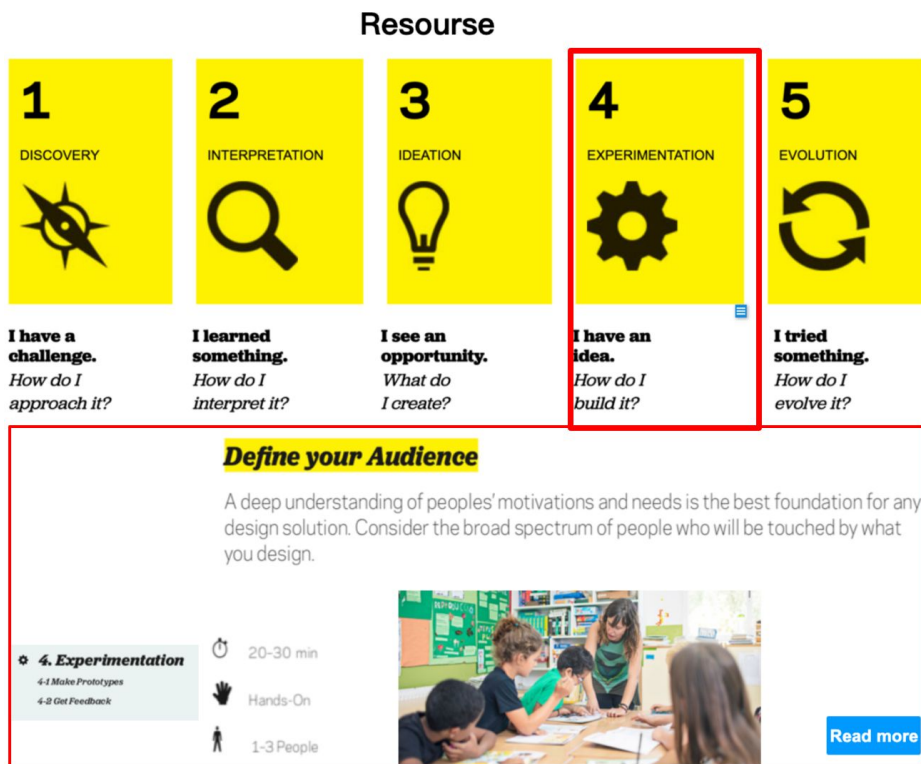 Resourse
1
DISCOVERY
I have a
challenge.
How do I
approach it?
2
INTERPRETATION
I learned
something.
How do I
interpret it?
3
IDEATION
I see an
opportunity.
What do
I create?
4
EXPERIMENTATION
I have an
idea.
How do I
build it?
5
EVOLUTION
I tried
something.
How do I
evolve it?
Define your Audience
A deep understanding of peoples' motivations and needs is the best foundation for any
design solution. Consider the broad spectrum of people who will be touched by what
you design.
4. Experimentation
4-1 Make Prototypes
4-2 Get Feedback
20-30 min
Hands-On
1-3 People
Read more